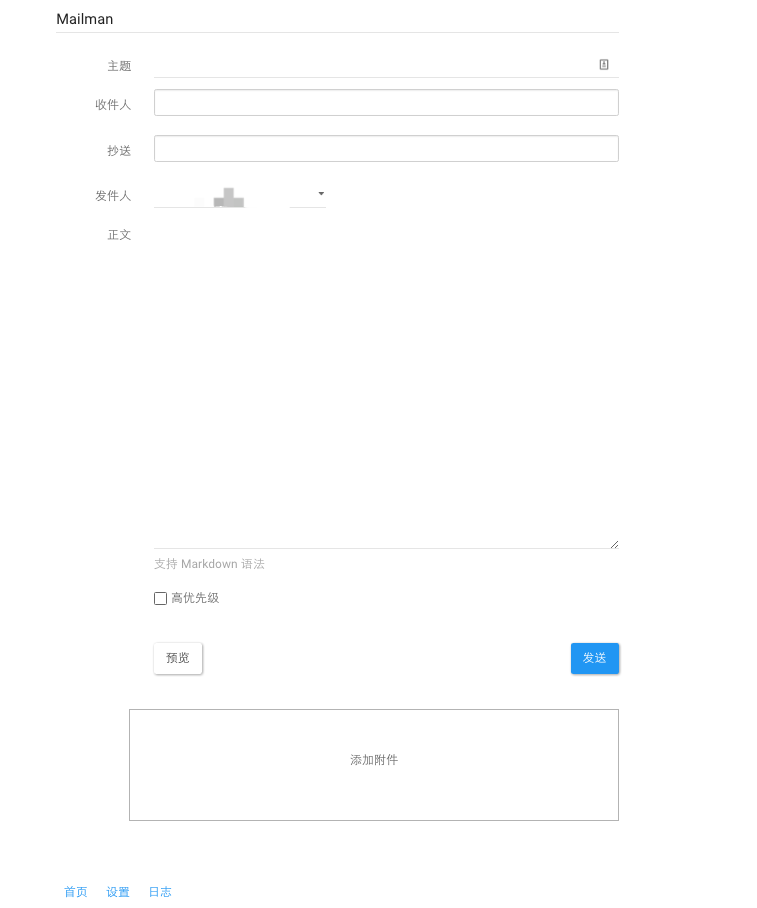 Mailman
主题
收件人
抄送
发件人
正文
支持 Markdown 语法
高优先级
预览 发送
添加附件
首页 设置 日志